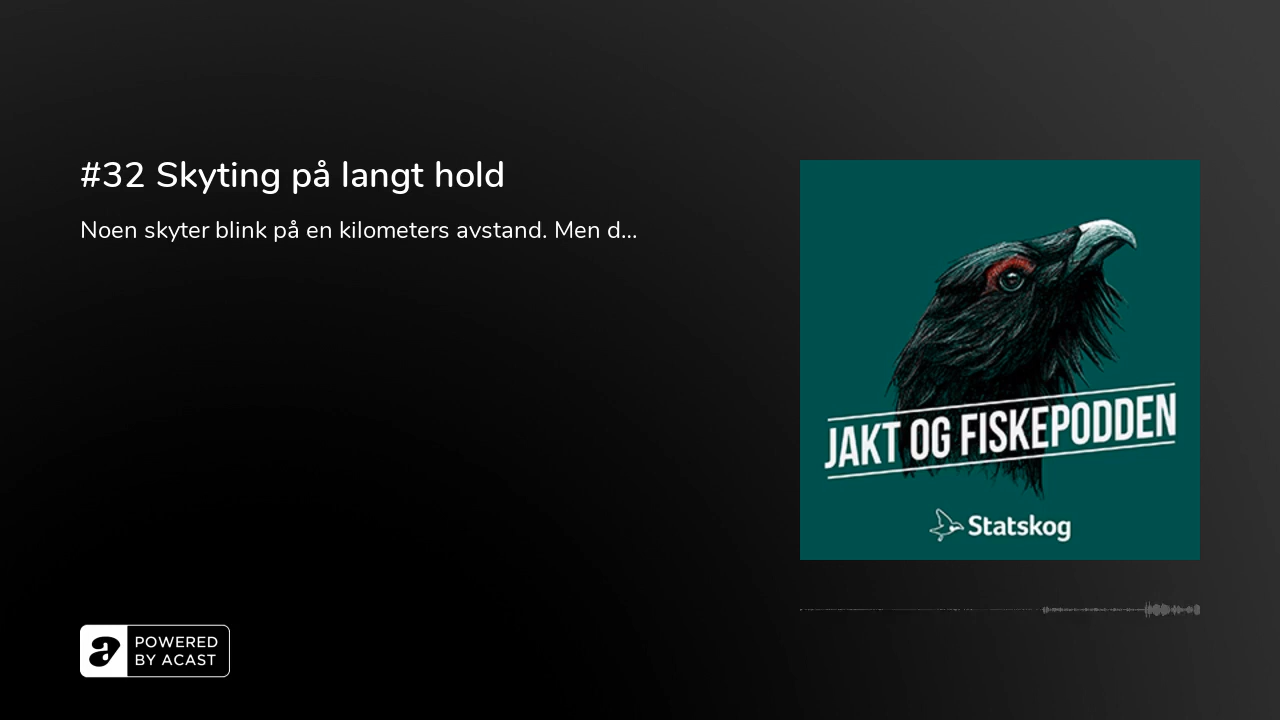 #32 Skyting på langt hold
Noen skyter blink på en kilometers avstand. Men d...
JAKT OG FISKEPODDEN
Statskog
a POWERED
BY ACAST